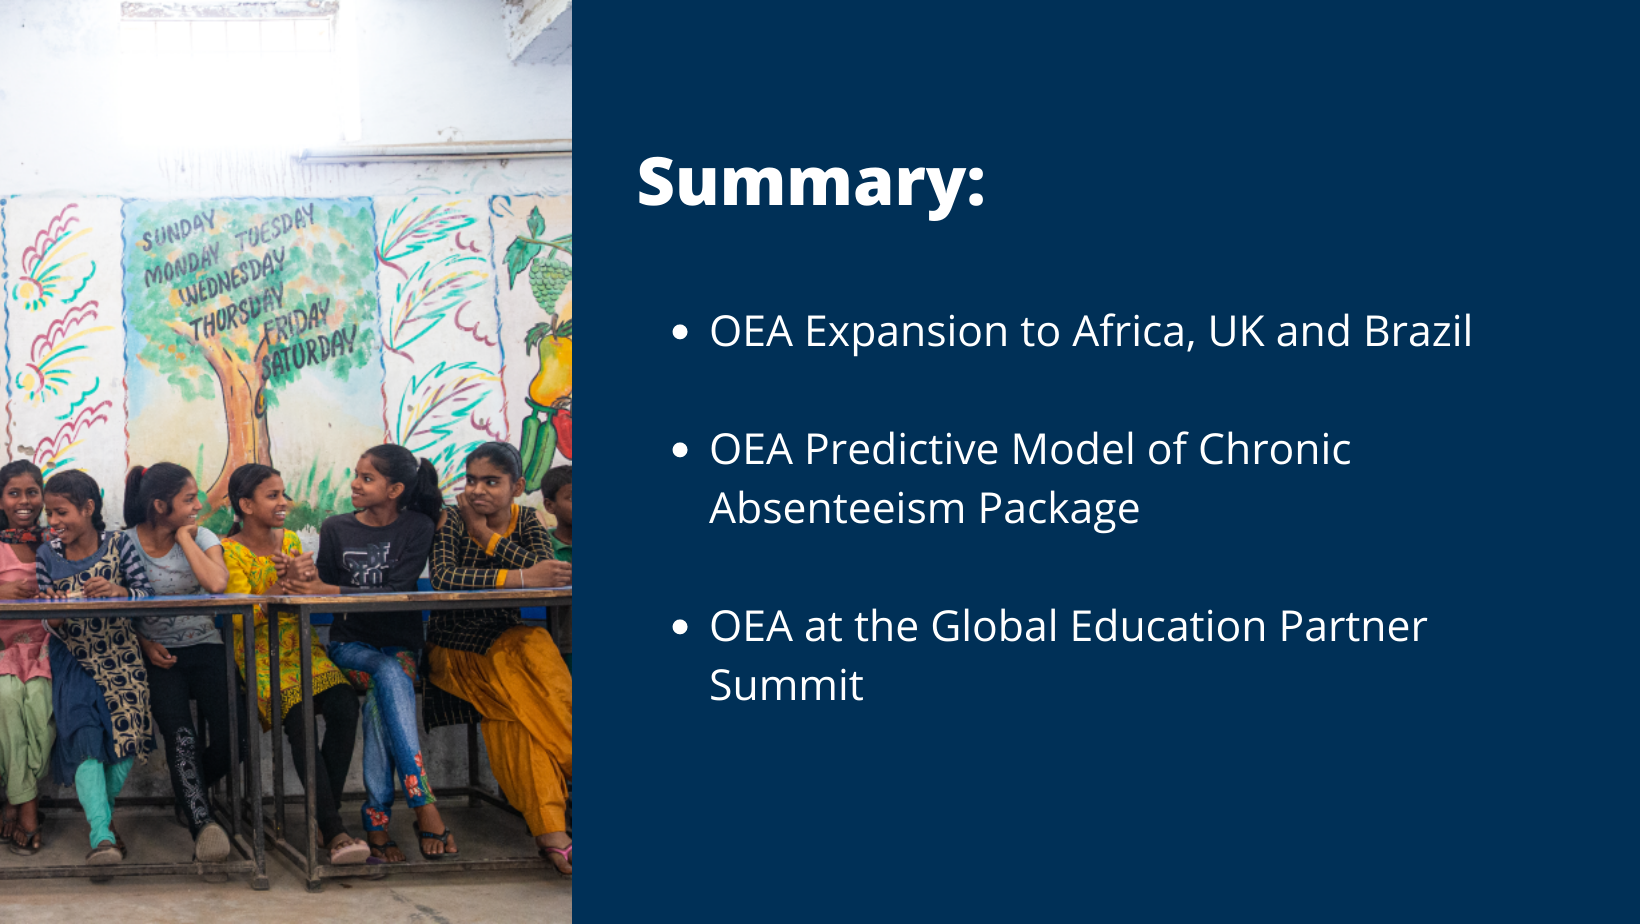 SUNDAY
MONDAY TUESDAY
WEDNESDAY
THURSDAY
FRIDAY
SATURDAY
Summary:
• OEA Expansion to Africa, UK and Brazil
• OEA Predictive Model of Chronic
Absenteeism Package
• OEA at the Global Education Partner
Summit